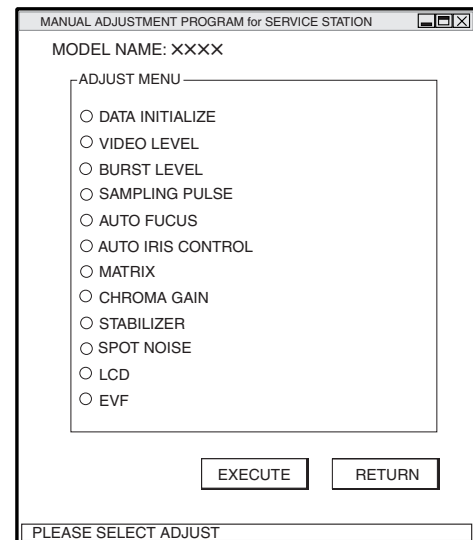 MANUAL ADJUSTMENT PROGRAM for SERVICE STATION
MODEL NAME: ××××
ADJUST MENU
DATA INITIALIZE
VIDEO LEVEL
BURST LEVEL
SAMPLING PULSE
AUTO FUCUS
AUTO IRIS CONTROL
MATRIX
CHROMA GAIN
STABILIZER
SPOT NOISE
LCD
EVF
EXECUTE RETURN
PLEASE SELECT ADJUST